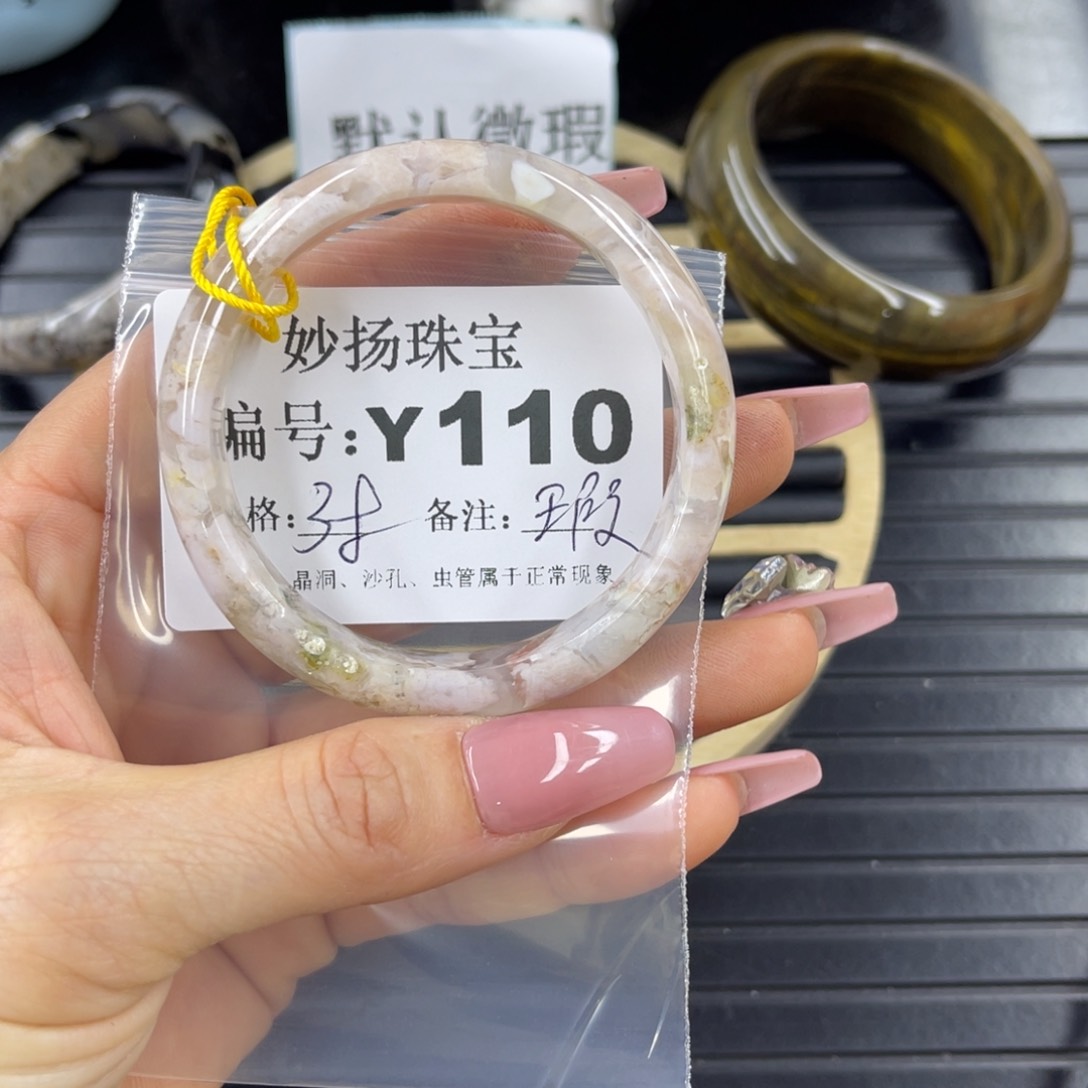 默认微瑕
妙扬珠宝
编号:Y110
格: 备注: 瑕
晶洞、沙孔、虫管属于正常现象